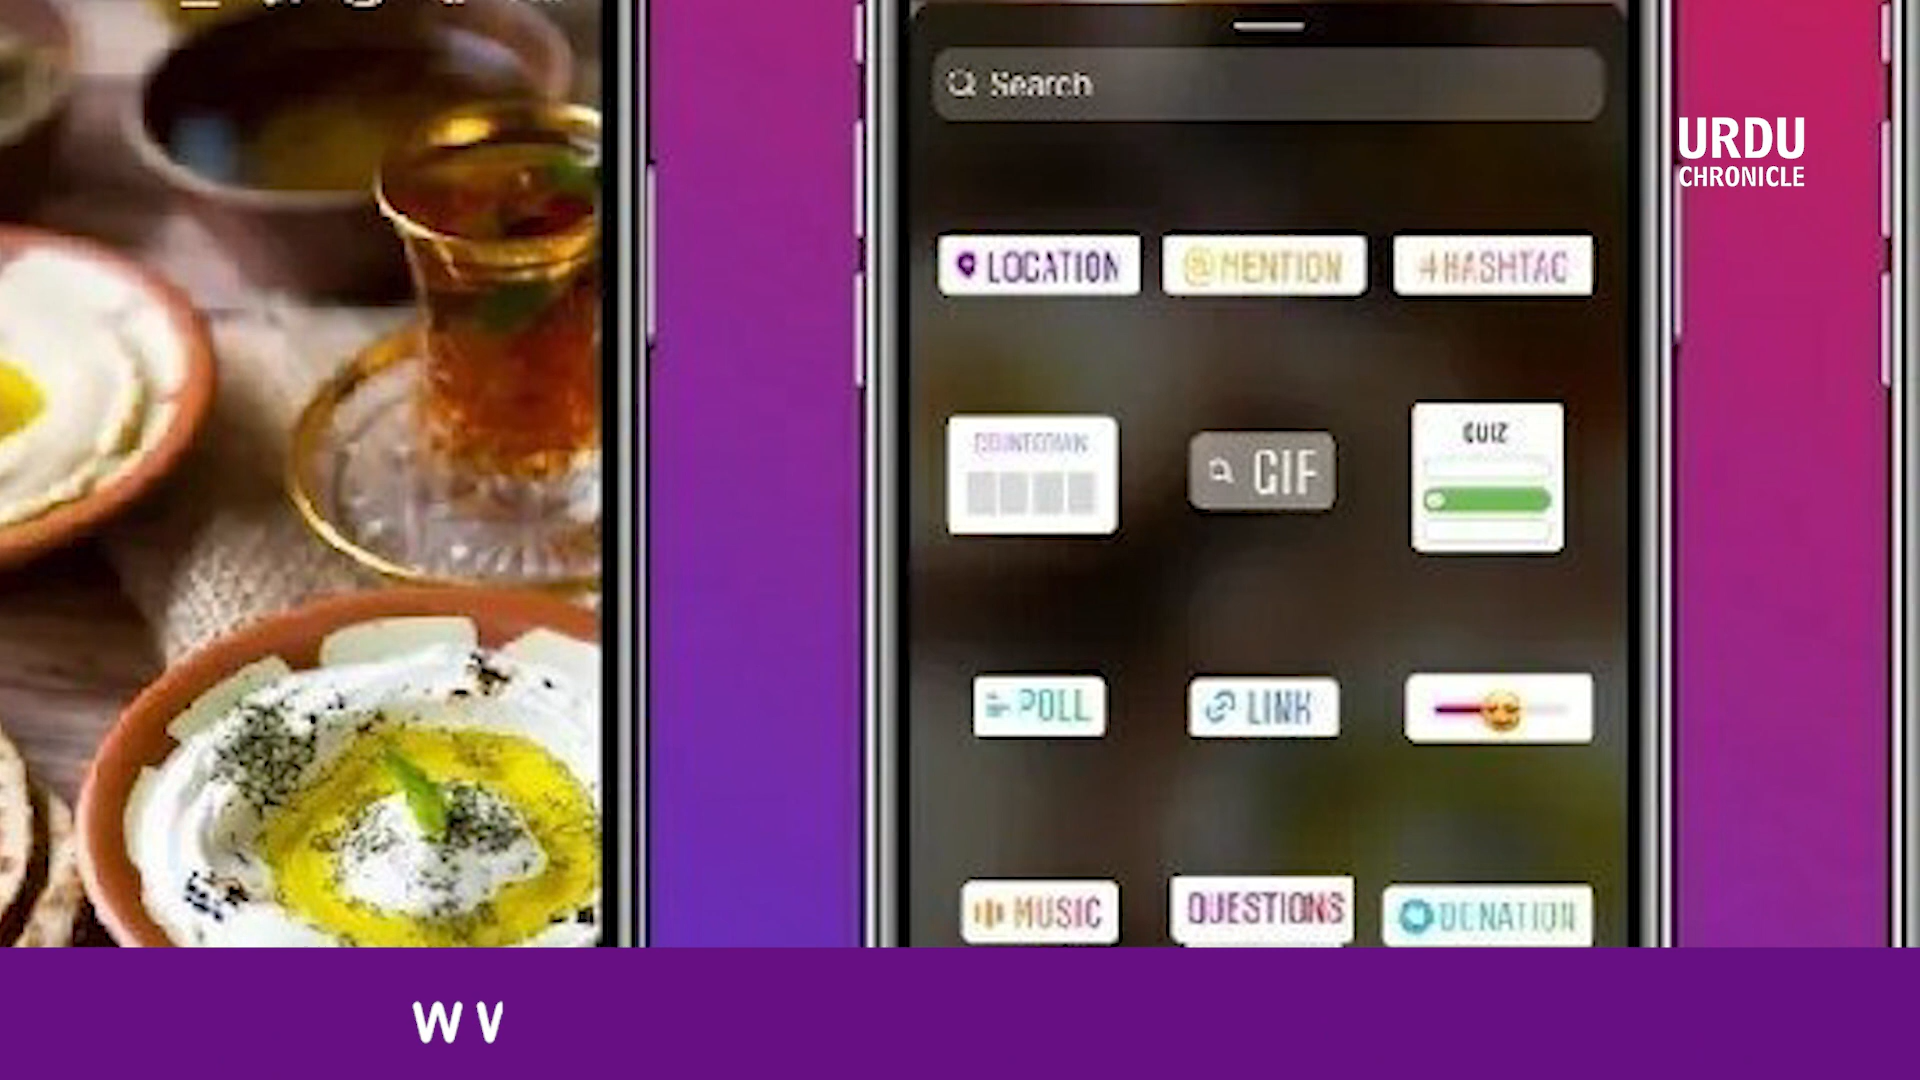 Search
URDU
CHRONICLE
LOCATION
@MENTION
#HASHTAG
COUNTDOWN
GIF
QUIZ
POLL
LINK
MUSIC
QUESTIONS
DONATION
W